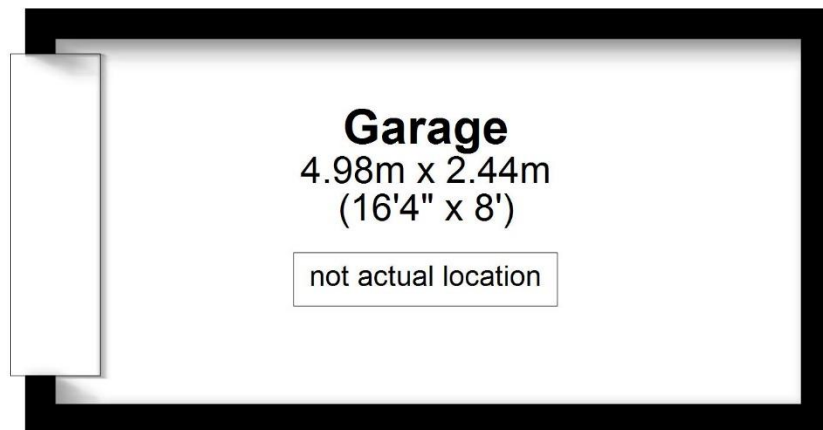 Garage
4.98m x 2.44m
(16'4" x 8')
not actual location